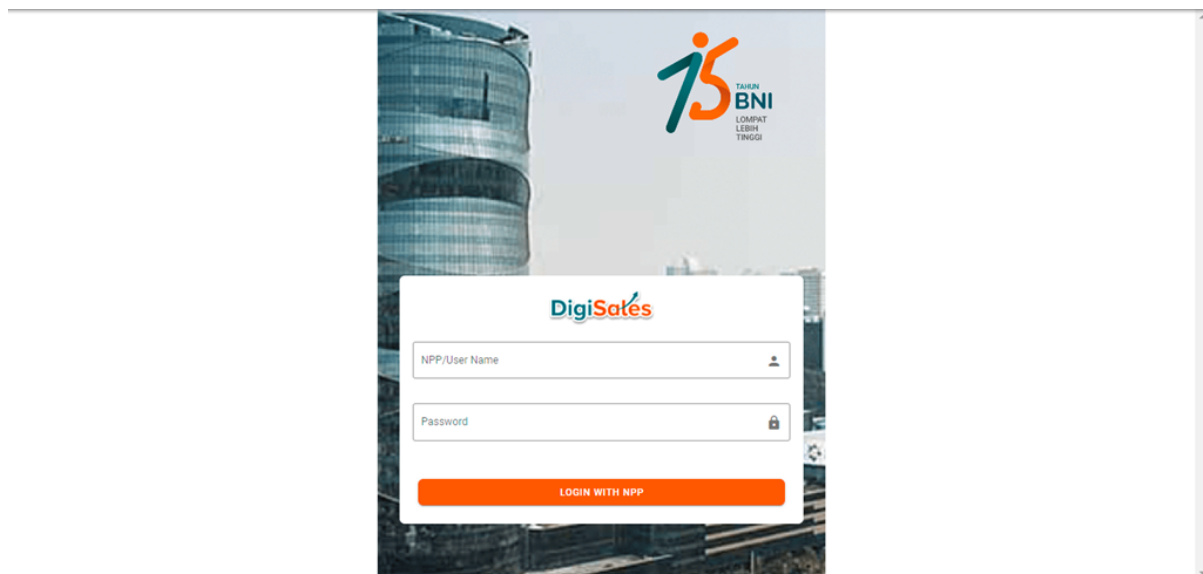 75
TAHUN
BNI
LOMPAT
LEBIH
TINGGI
DigiSales
NPP/User Name
Password
LOGIN WITH NPP